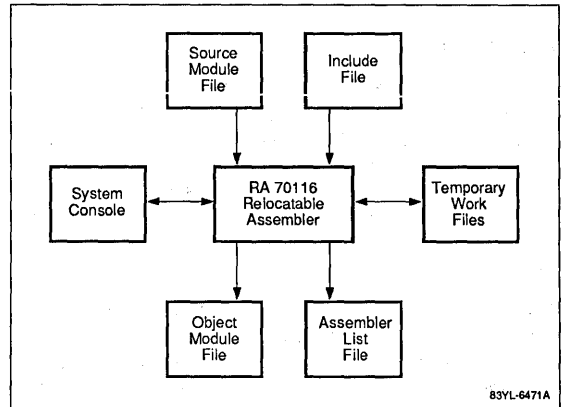 Source
Module
File
Include
File
System
Console
RA 70116
Relocatable
Assembler
Temporary
Work
Files
Object
Module
File
Assembler
List
File
83YL-6471A